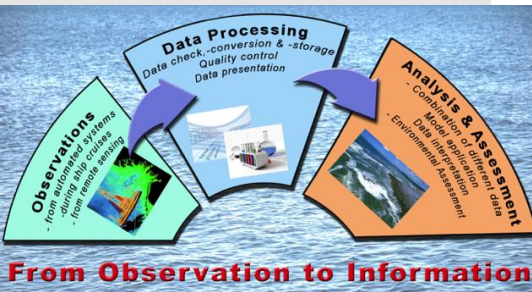 Observations
- from automated systems
-during ship cruises
- from remote sensing
Data Processing
Data check,-conversion & -storage
Quality control
Data presentation
Analysis & Assessment
- Combination of different data
Model application
Data interpretation
- Environmental Assessment
From Observation to Information